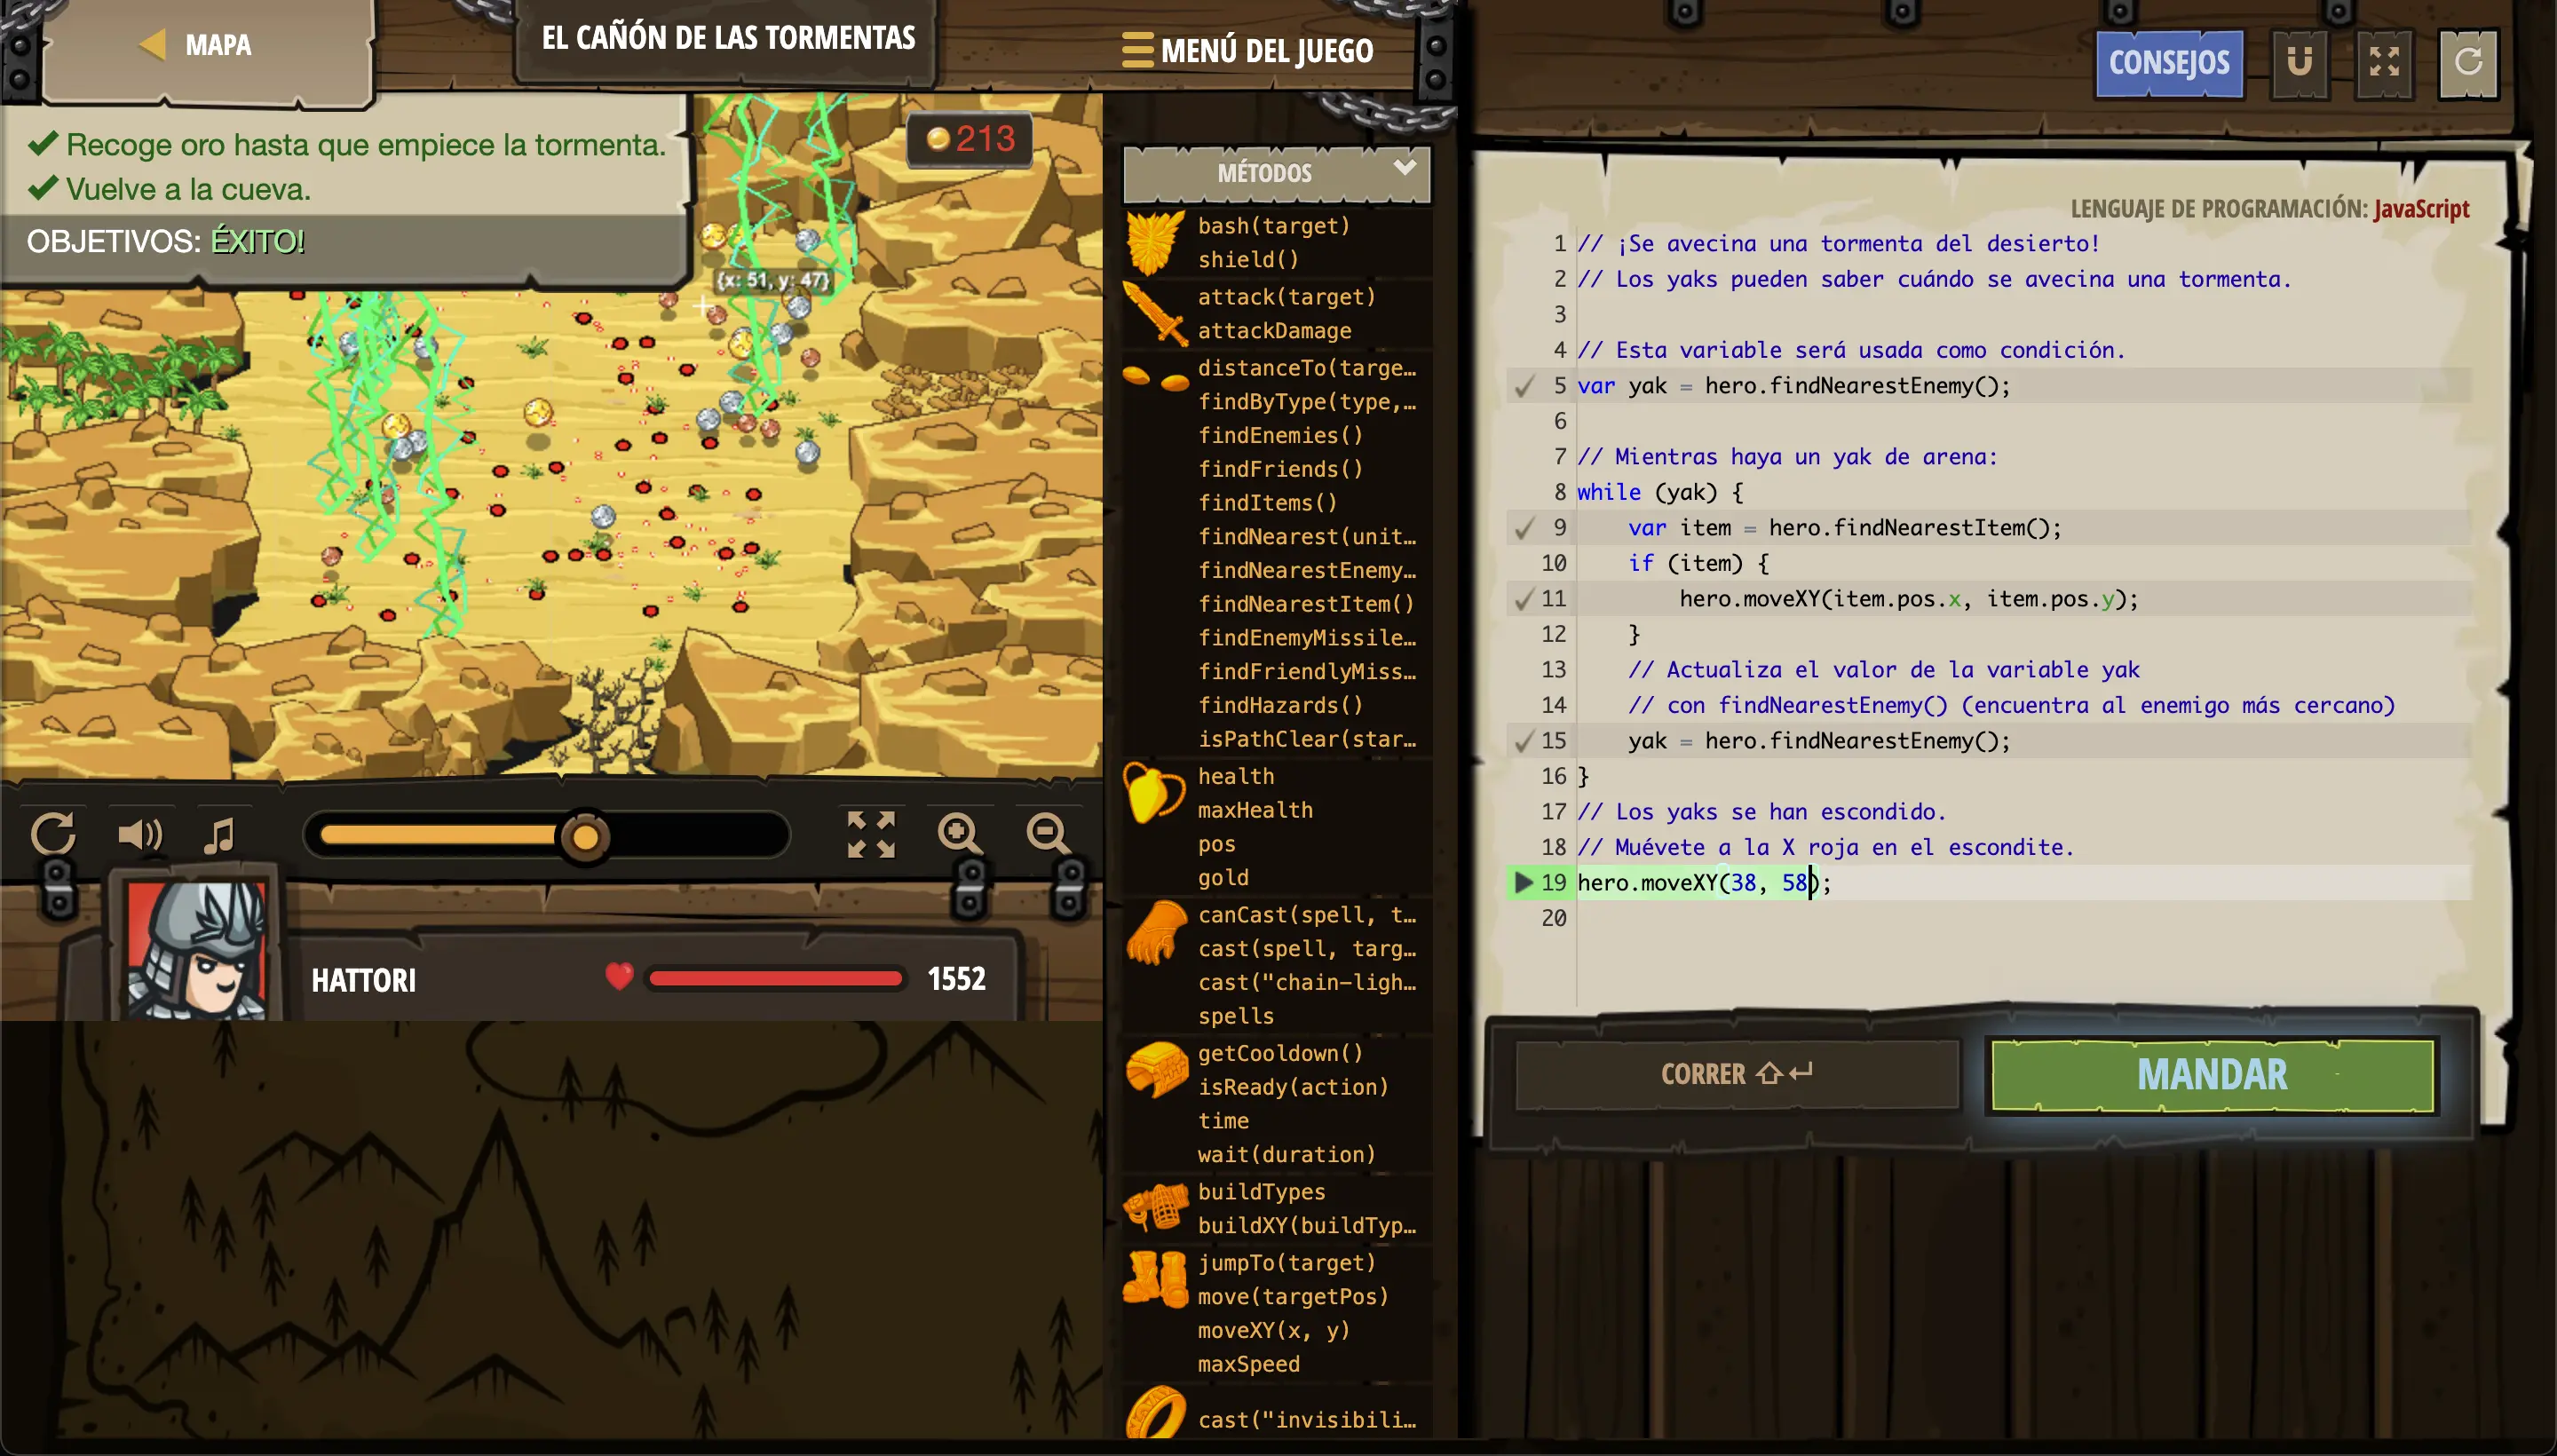 MAPA
EL CAÑÓN DE LAS TORMENTAS
MENÚ DEL JUEGO
CONSEJOS
Recoge oro hasta que empiece la tormenta.
Vuelve a la cueva.
OBJETIVOS: ÉXITO!
213
{x: 51, y: 47}
MÉTODOS
bash(target)
shield()
attack(target)
attackDamage
distanceTo(targe…
findByType(type,…
findEnemies()
findFriends()
findItems()
findNearest(unit…
findNearestEnemy…
findNearestItem()
findEnemyMissile…
findFriendlyMiss…
findHazards()
isPathClear(star…
health
maxHealth
pos
gold
canCast(spell, t…
cast(spell, targ…
cast("chain-ligh…
spells
getCooldown()
isReady(action)
time
wait(duration)
buildTypes
buildXY(buildTyp…
jumpTo(target)
move(targetPos)
moveXY(x, y)
maxSpeed
cast("invisibili…
HATTORI
1552
LENGUAJE DE PROGRAMACIÓN: JavaScript
1 // ¡Se avecina una tormenta del desierto!
2 // Los yaks pueden saber cuándo se avecina una tormenta.
3
4 // Esta variable será usada como condición.
5 var yak = hero.findNearestEnemy();
6
7 // Mientras haya un yak de arena:
8 while (yak) {
9 var item = hero.findNearestItem();
10 if (item) {
11 hero.moveXY(item.pos.x, item.pos.y);
12 }
13 // Actualiza el valor de la variable yak
14 // con findNearestEnemy() (encuentra al enemigo más cercano)
15 yak = hero.findNearestEnemy();
16 }
17 // Los yaks se han escondido.
18 // Muévete a la X roja en el escondite.
19 hero.moveXY(38, 58);
20
CORRER
MANDAR